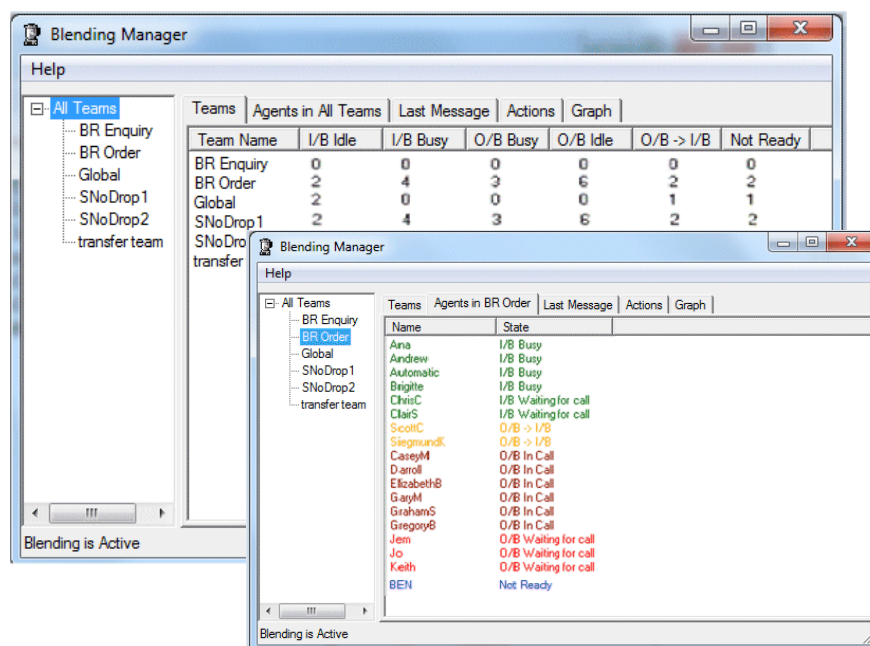 Blending Manager
Help
All Teams
BR Enquiry
BR Order
Global
SNoDrop1
SNoDrop2
transfer team
Teams Agents in All Teams Last Message Actions Graph
Team Name I/B Idle I/B Busy O/B Busy O/B Idle O/B -> I/B Not Ready
BR Enquiry 0 0 0 0 0 0
BR Order 2 4 3 6 2 2
Global 2 0 0 0 1 1
SNoDrop1 2 4 3 6 2 2
SNoDro
transfer
Blending is Active
Blending Manager
Help
All Teams
BR Enquiry
BR Order
Global
SNoDrop1
SNoDrop2
transfer team
Teams Agents in BR Order Last Message Actions Graph
Name State
Ana I/B Busy
Andrew I/B Busy
Automatic I/B Busy
Brigitte I/B Busy
ChrisC I/B Waiting for call
ClairS I/B Waiting for call
ScottC O/B -> I/B
SiegmundK O/B -> I/B
CaseyM O/B In Call
Darroll O/B In Call
ElizabethB O/B In Call
GaryM O/B In Call
GrahamS O/B In Call
GregoryB O/B In Call
Jem O/B Waiting for call
Jo O/B Waiting for call
Keith O/B Waiting for call
BEN Not Ready
Blending is Active